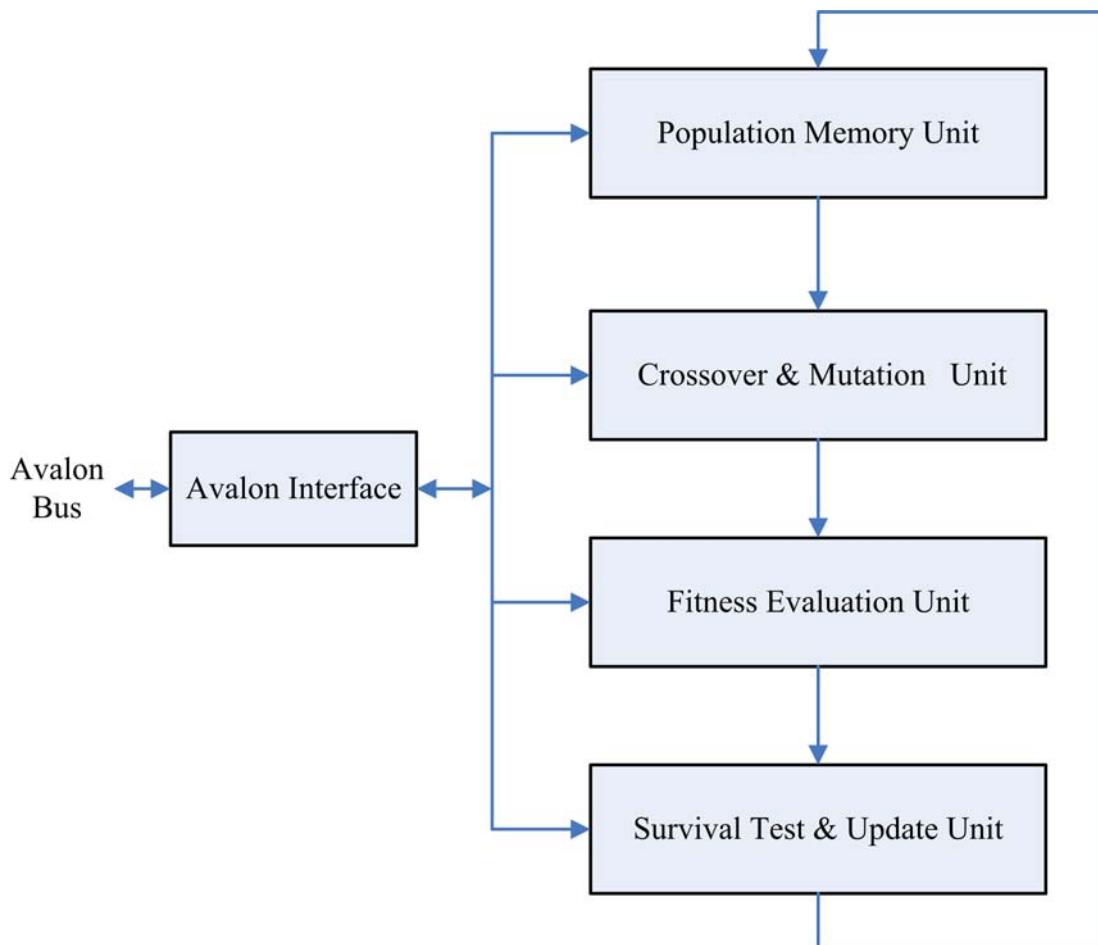 Population Memory Unit
Crossover & Mutation Unit
Avalon
Bus
Avalon Interface
Fitness Evaluation Unit
Survival Test & Update Unit